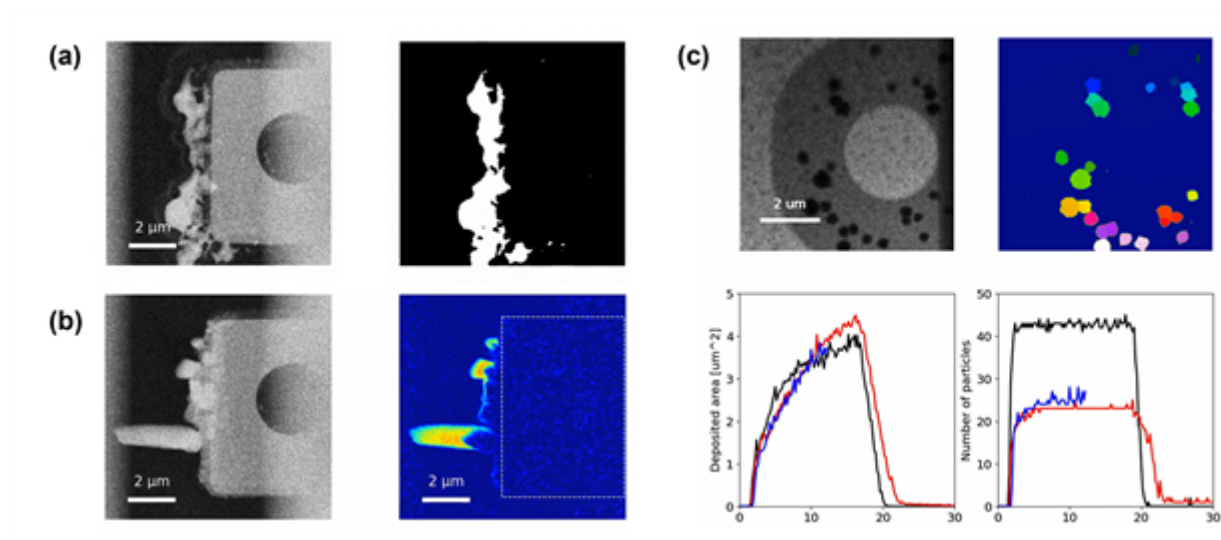 (a)
2 μm
(b)
2 μm
2 μm
(c)
2 um
Deposited area [um^2]
5
4
3
2
1
0
0 10 20 30
Number of particles
50
40
30
20
10
0
0 10 20 30